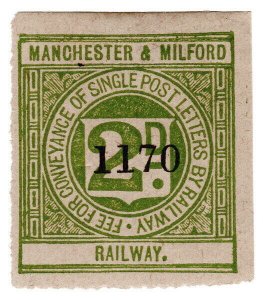 MANCHESTER & MILFORD
FEE FOR CONVEYANCE OF SINGLE POST LETTERS BY RAILWAY
2D.
1170
RAILWAY.